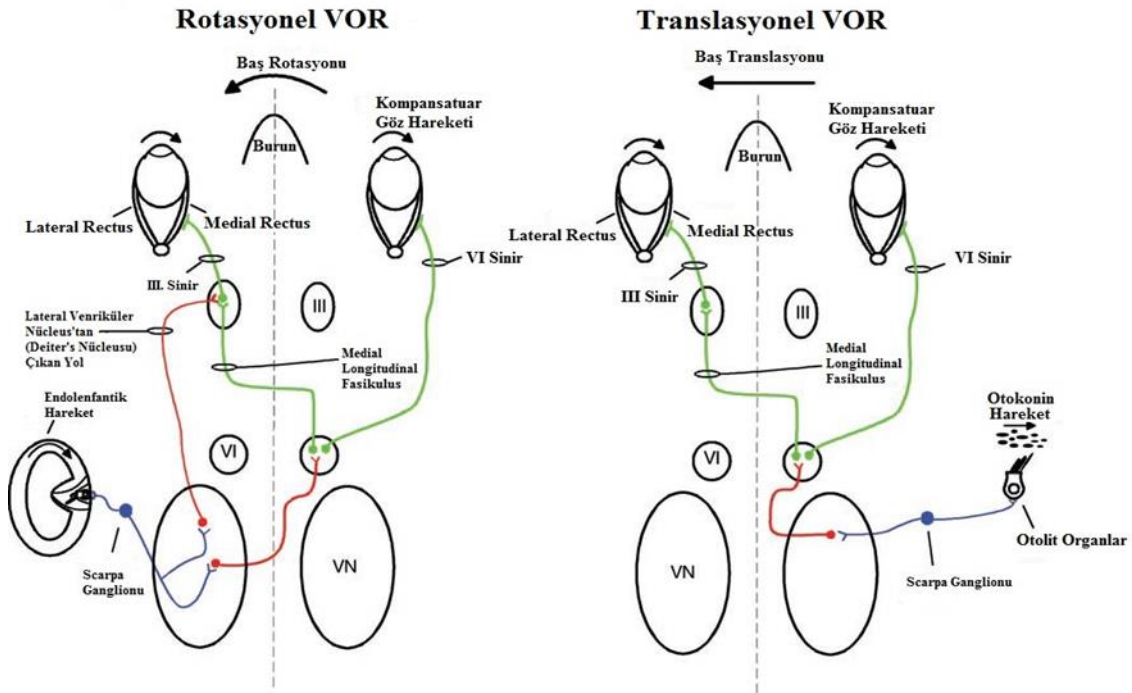 Rotasyonel VOR
Baş Rotasyonu
Kompansatuar
Göz Hareketi
Burun
Lateral Rectus
Medial Rectus
VI Sinir
III. Sinir
III
Lateral Venriküler
Nücleus'tan
(Deiter's Nücleusu)
Çıkan Yol
Medial
Longitudinal
Fasikulus
Endolenfantik
Hareket
VI
Scarpa
Ganglionu
VN
Translasyonel VOR
Baş Translasyonu
Kompansatuar
Göz Hareketi
Burun
Lateral Rectus
Medial Rectus
VI Sinir
III Sinir
III
Medial
Longitudinal
Fasikulus
Otokonin
Hareket
VI
Otolit Organlar
Scarpa Ganglionu
VN